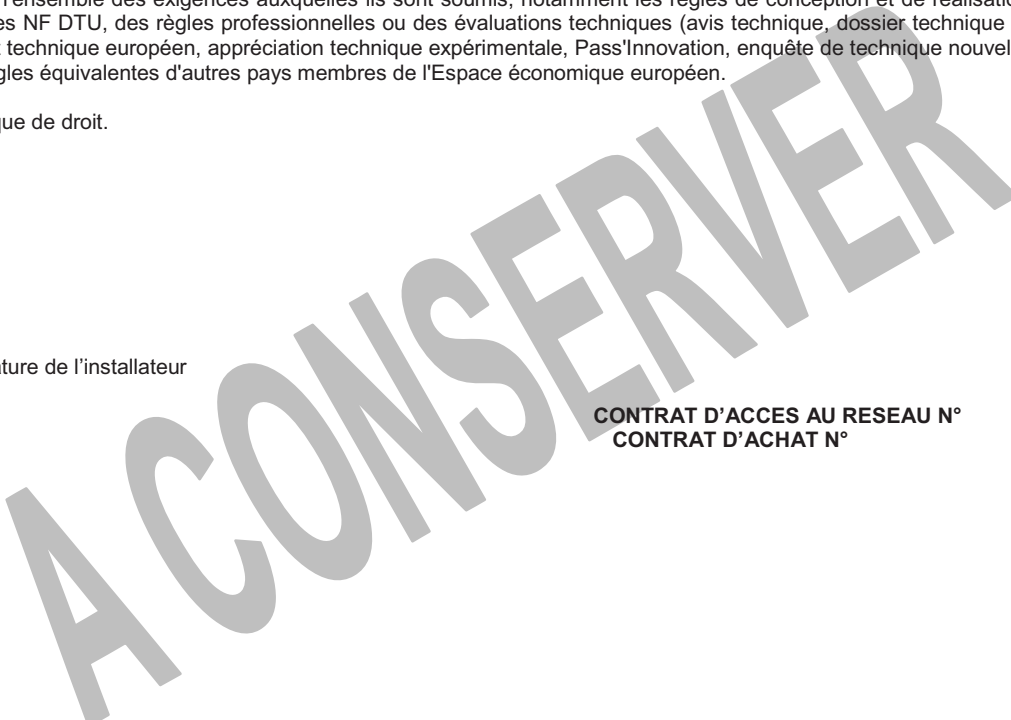 l'ensemble des exigences auxquelles ils sont soumis, notamment les règles de conception et de réalisation
es NF DTU, des règles professionnelles ou des évaluations techniques (avis technique, dossier technique
technique européen, appréciation technique expérimentale, Pass'Innovation, enquête de technique nouvel
gles équivalentes d'autres pays membres de l'Espace économique européen.
que de droit.
ature de l'installateur
CONTRAT D'ACCES AU RESEAU N°
CONTRAT D'ACHAT N°
A CONSERVER